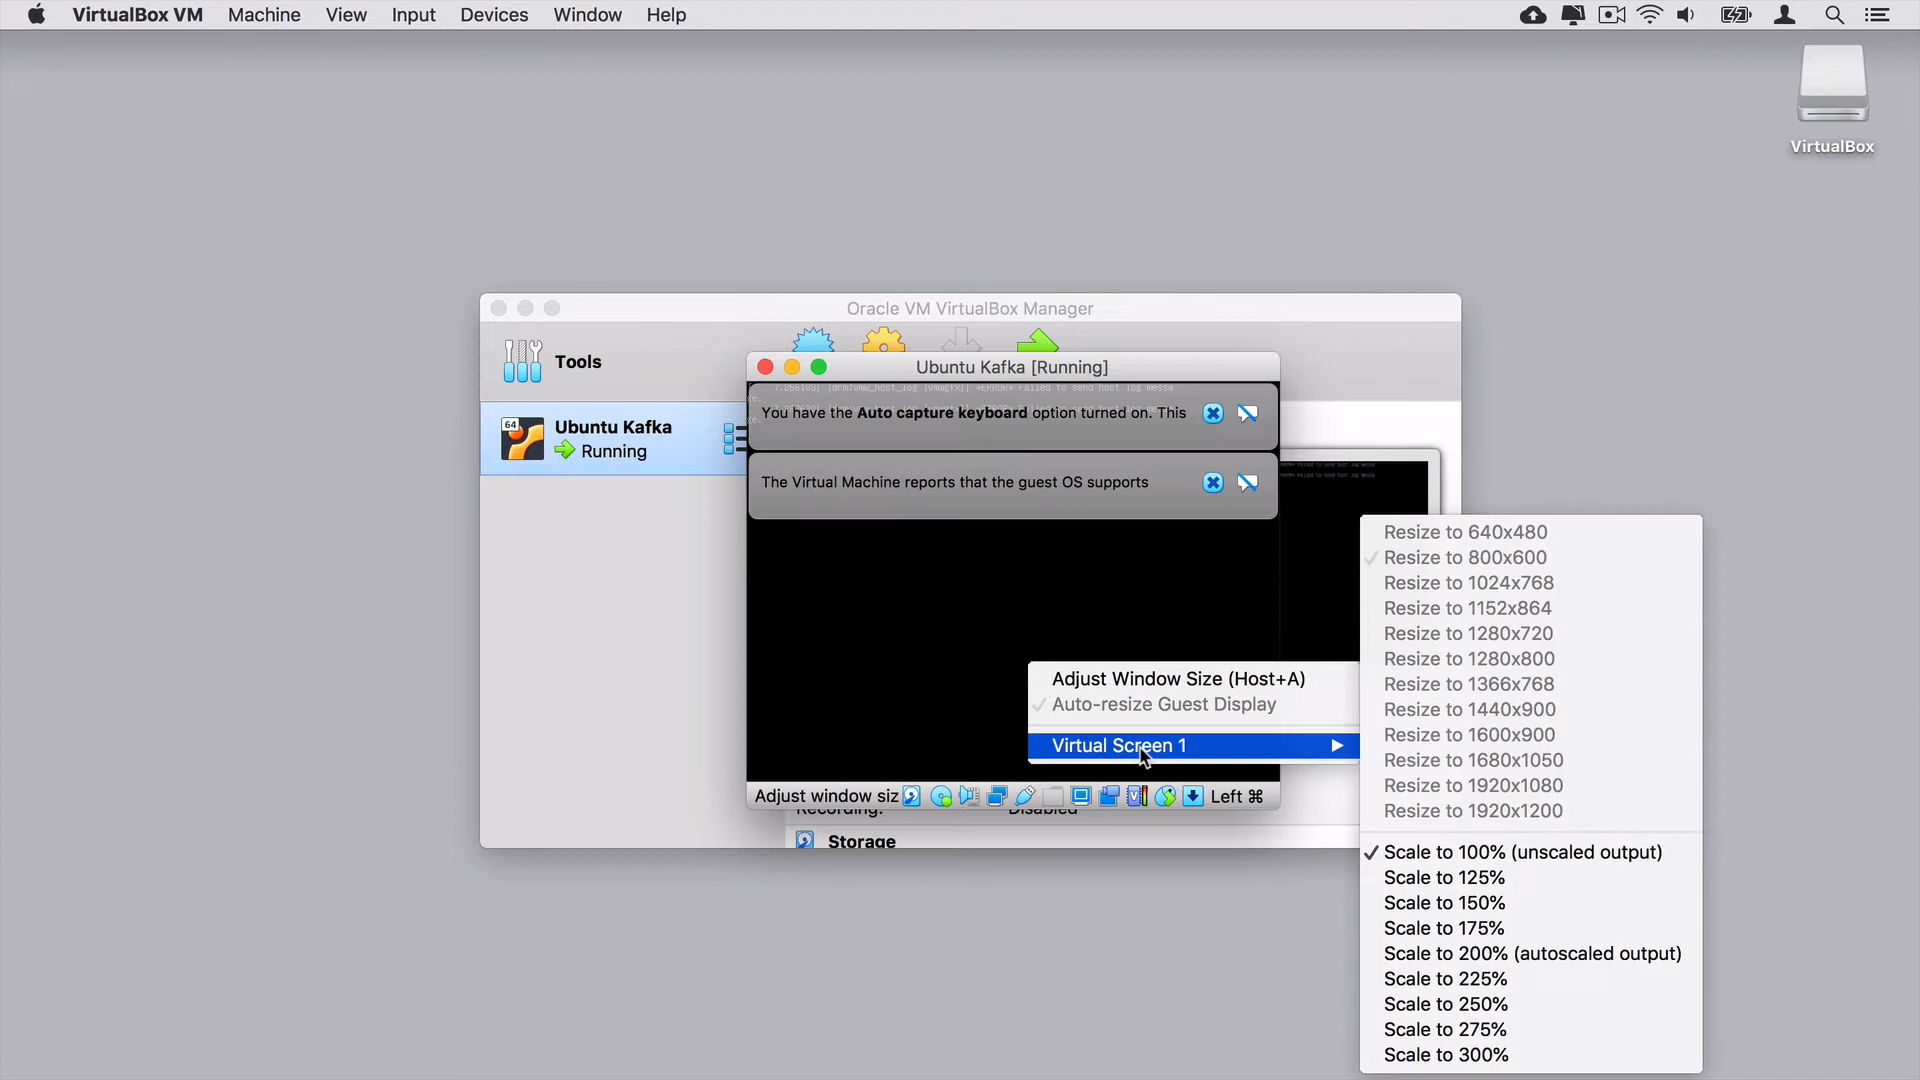 VirtualBox VM Machine View Input Devices Window Help
VirtualBox
Oracle VM VirtualBox Manager
Tools
Ubuntu Kafka [Running]
You have the Auto capture keyboard option turned on. This
64
Ubuntu Kafka
Running
The Virtual Machine reports that the guest OS supports
Adjust Window Size (Host+A)
Auto-resize Guest Display
Virtual Screen 1
Resize to 640x480
Resize to 800x600
Resize to 1024x768
Resize to 1152x864
Resize to 1280x720
Resize to 1280x800
Resize to 1366x768
Resize to 1440x900
Resize to 1600x900
Resize to 1680x1050
Resize to 1920x1080
Resize to 1920x1200
Scale to 100% (unscaled output)
Scale to 125%
Scale to 150%
Scale to 175%
Scale to 200% (autoscaled output)
Scale to 225%
Scale to 250%
Scale to 275%
Scale to 300%
Adjust window siz Left ⌘
Recording: Disabled
Storage